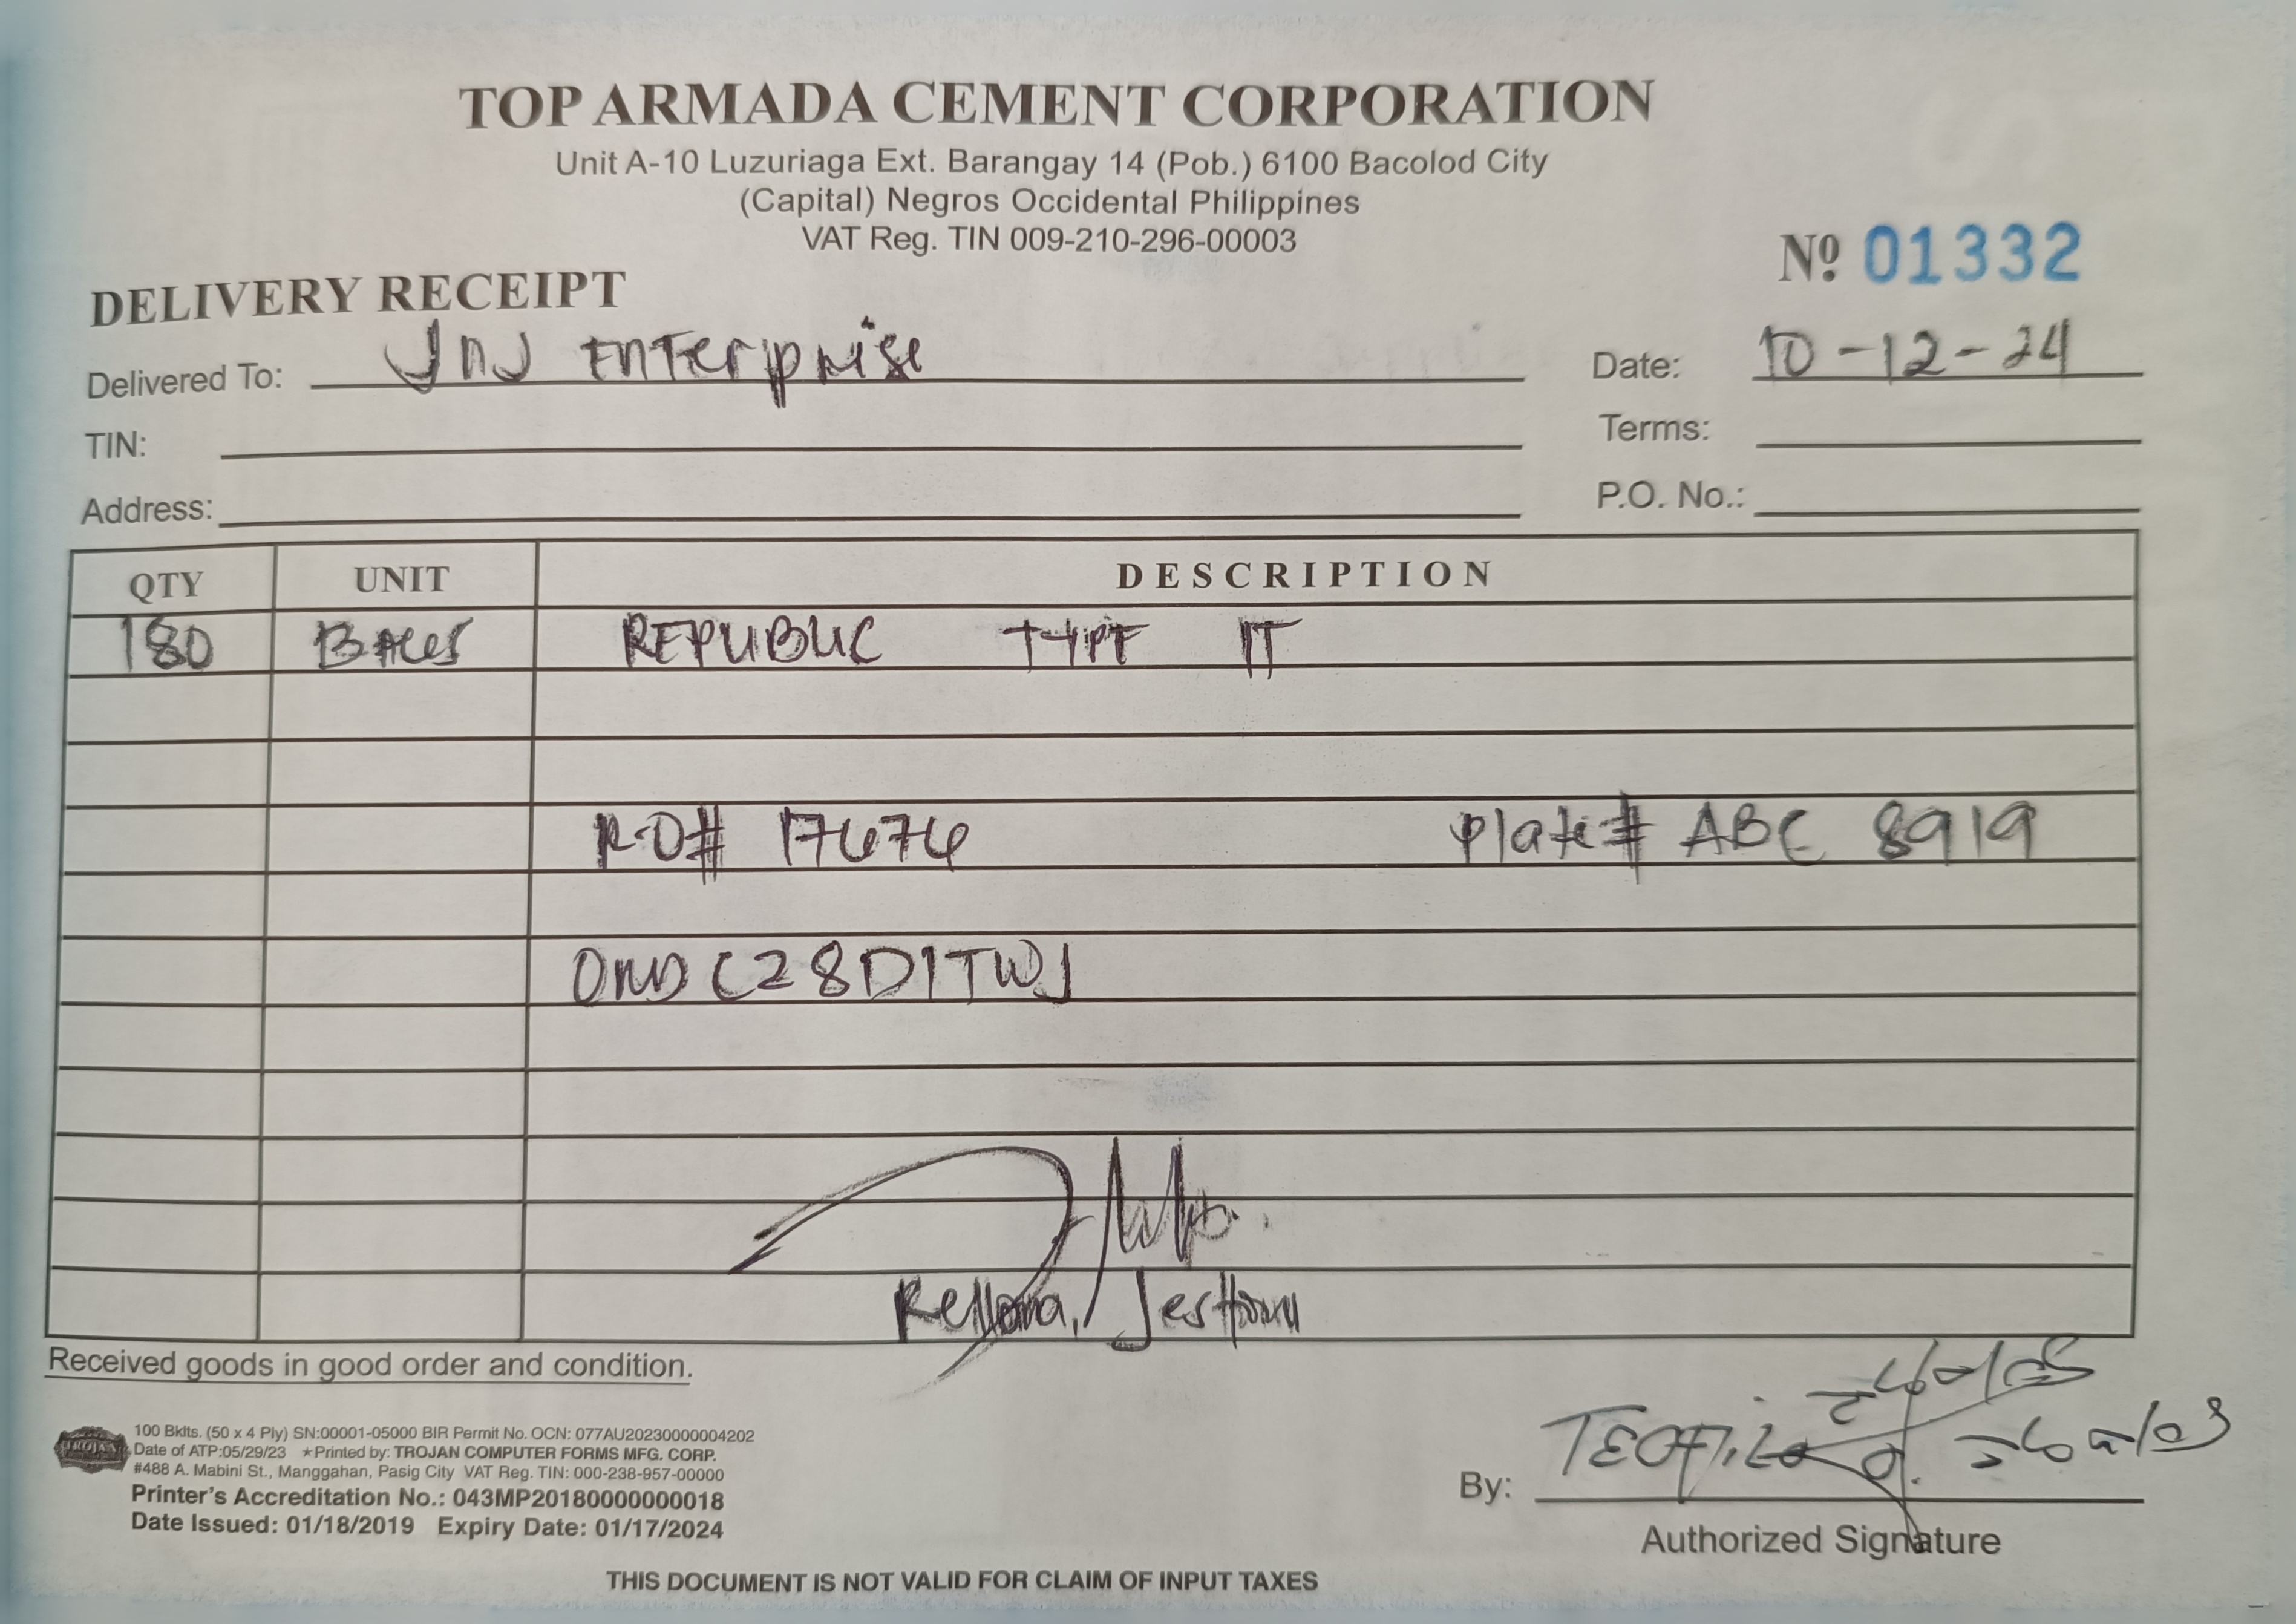 TOP ARMADA CEMENT CORPORATION
Unit A-10 Luzuriaga Ext. Barangay 14 (Pob.) 6100 Bacolod City
(Capital) Negros Occidental Philippines
VAT Reg. TIN 009-210-296-00003
Nº 01332
DELIVERY RECEIPT
Delivered To: JNJ Enterprise
Date: 10-12-24
TIN:
Terms:
Address:
P.O. No.:
QTY UNIT DESCRIPTION
180 REPUBLIC TYPE IT
Plate# ABC 8919
Received goods in good order and condition.
100 Bklts. (50 x 4 Ply) SN:00001-05000 BIR Permit No. OCN: 077AU20230000004202
Date of ATP:05/29/23 ★Printed by: TROJAN COMPUTER FORMS MFG. CORP.
#488 A. Mabini St., Manggahan, Pasig City VAT Reg. TIN: 000-238-957-00000
Printer's Accreditation No.: 043MP20180000000018
Date Issued: 01/18/2019 Expiry Date: 01/17/2024
TROJAN
By: TEOFILO
Authorized Signature
THIS DOCUMENT IS NOT VALID FOR CLAIM OF INPUT TAXES